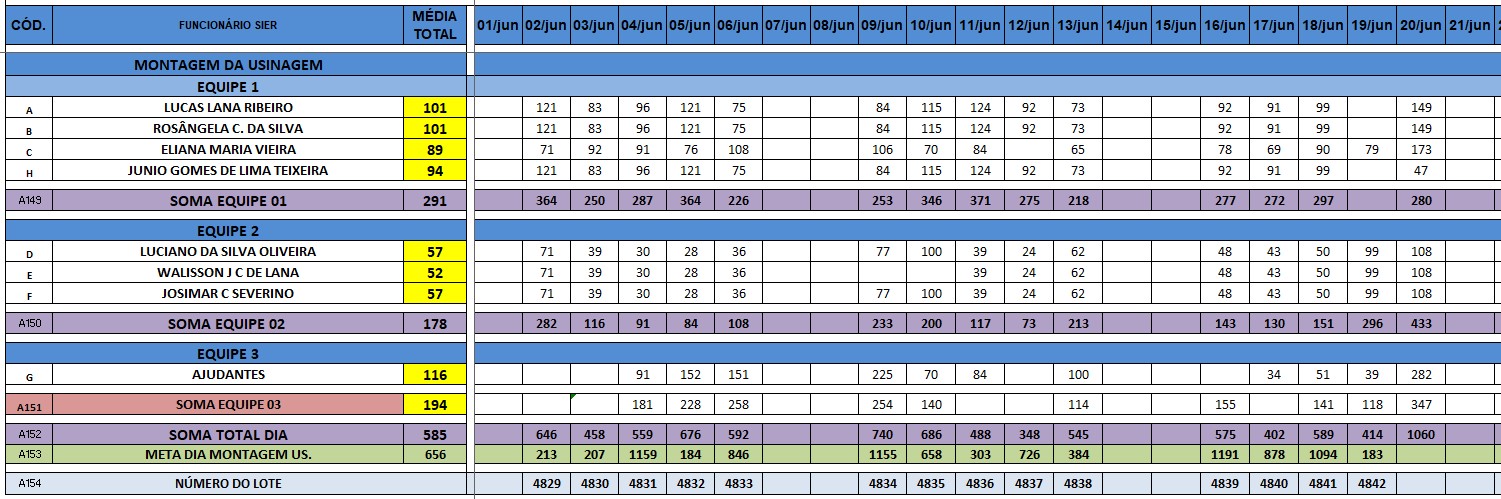 CÓD. FUNCIONÁRIO SIER MÉDIA TOTAL 01/jun 02/jun 03/jun 04/jun 05/jun 06/jun 07/jun 08/jun 09/jun 10/jun 11/jun 12/jun 13/jun 14/jun 15/jun 16/jun 17/jun 18/jun 19/jun 20/jun 21/jun
MONTAGEM DA USINAGEM
EQUIPE 1
A LUCAS LANA RIBEIRO 101 121 83 96 121 75 84 115 124 92 73 92 91 99 149
B ROSÂNGELA C. DA SILVA 101 121 83 96 121 75 84 115 124 92 73 92 91 99 149
C ELIANA MARIA VIEIRA 89 71 92 91 76 108 106 70 84 65 78 69 90 79 173
H JUNIO GOMES DE LIMA TEIXEIRA 94 121 83 96 121 75 84 115 124 92 73 92 91 99 47
A149 SOMA EQUIPE 01 291 364 250 287 364 226 253 346 371 275 218 277 272 297 280
EQUIPE 2
D LUCIANO DA SILVA OLIVEIRA 57 71 39 30 28 36 77 100 39 24 62 48 43 50 99 108
E WALISSON J C DE LANA 52 71 39 30 28 36 39 24 62 48 43 50 99 108
F JOSIMAR C SEVERINO 57 71 39 30 28 36 77 100 39 24 62 48 43 50 99 108
A150 SOMA EQUIPE 02 178 282 116 91 84 108 233 200 117 73 213 143 130 151 296 433
EQUIPE 3
G AJUDANTES 116 91 152 151 225 70 84 100 34 51 39 282
A151 SOMA EQUIPE 03 194 181 228 258 254 140 114 155 141 118 347
A152 SOMA TOTAL DIA 585 646 458 559 676 592 740 686 488 348 545 575 402 589 414 1060
A153 META DIA MONTAGEM US. 656 213 207 1159 184 846 1155 658 303 726 384 1191 878 1094 183
A154 NÚMERO DO LOTE 4829 4830 4831 4832 4833 4834 4835 4836 4837 4838 4839 4840 4841 4842